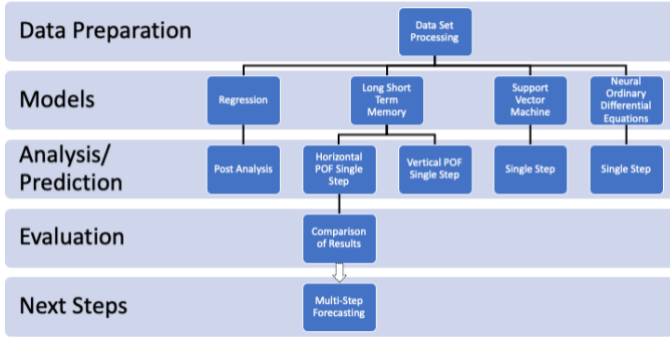 Data Preparation
Data Set
Processing
Models
Regression
Long Short
Term
Memory
Support
Vector
Machine
Neural
Ordinary
Differential
Equations
Analysis/
Prediction
Post Analysis
Horizontal
POF Single
Step
Vertical POF
Single Step
Single Step
Single Step
Evaluation
Comparison
of Results
Next Steps
Multi-Step
Forecasting